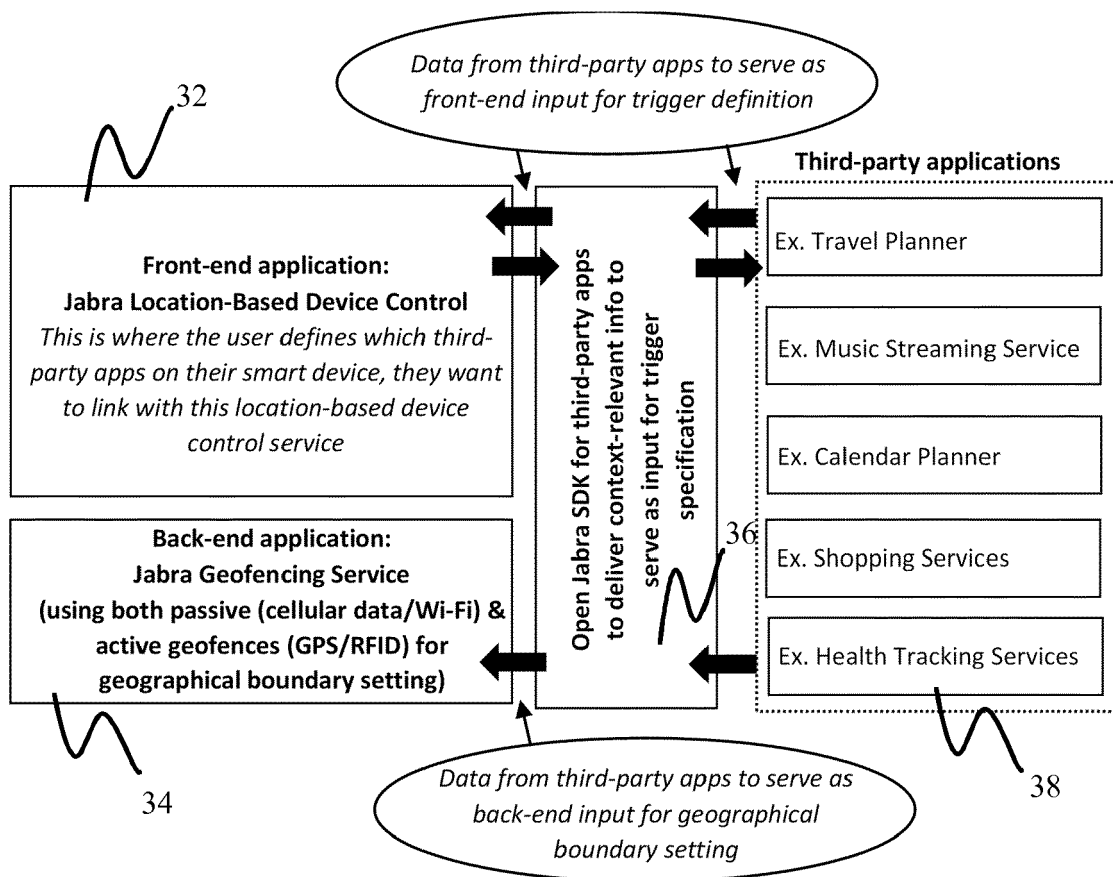 Data from third-party apps to serve as
front-end input for trigger definition
32
Third-party applications
Front-end application:
Jabra Location-Based Device Control
This is where the user defines which third-
party apps on their smart device, they want
to link with this location-based device
control service
Open Jabra SDK for third-party apps
to deliver context-relevant info to
serve as input for trigger
specification
36
Ex. Travel Planner
Ex. Music Streaming Service
Ex. Calendar Planner
Ex. Shopping Services
Ex. Health Tracking Services
Back-end application:
Jabra Geofencing Service
(using both passive (cellular data/Wi-Fi) &
active geofences (GPS/RFID) for
geographical boundary setting)
34
38
Data from third-party apps to serve as
back-end input for geographical
boundary setting